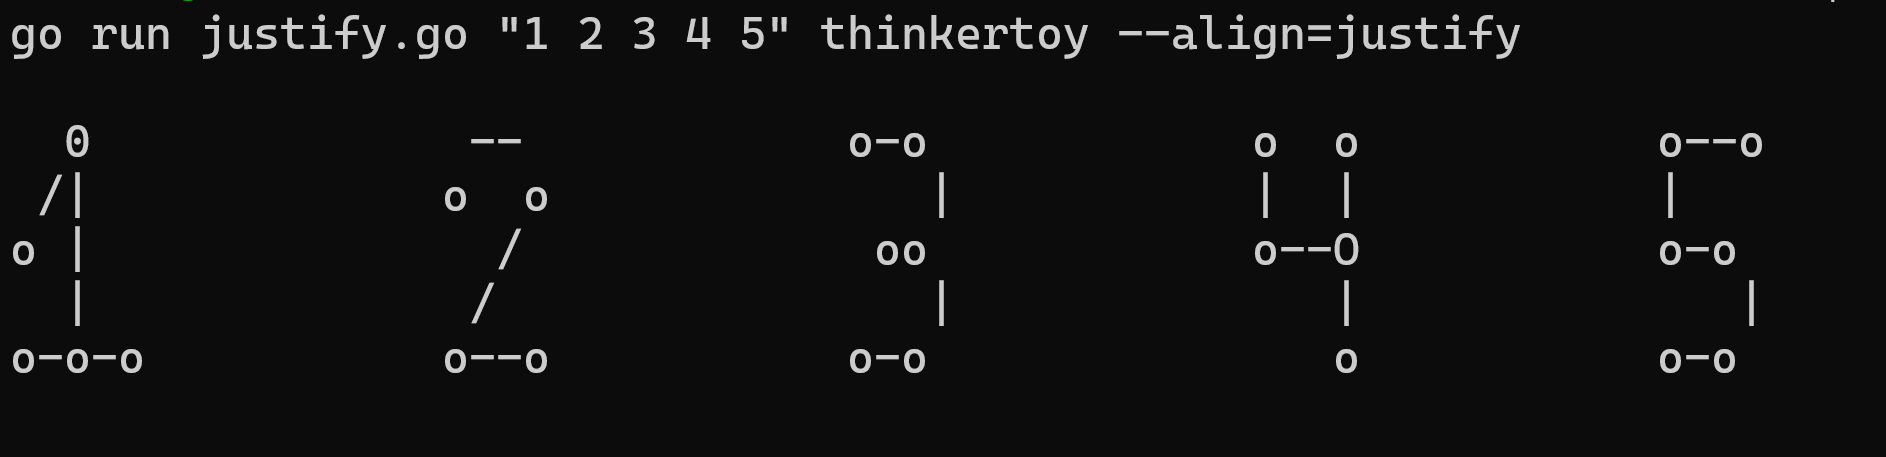 go run justify.go "1 2 3 4 5" thinkertoy --align=justify
   0              --            o-o            o  o           o--o
 /|             o  o              |            |  |           |
o |               /              oo            o--O           o-o
  |              /                 |              |              |
o-o-o           o--o           o-o               o           o-o